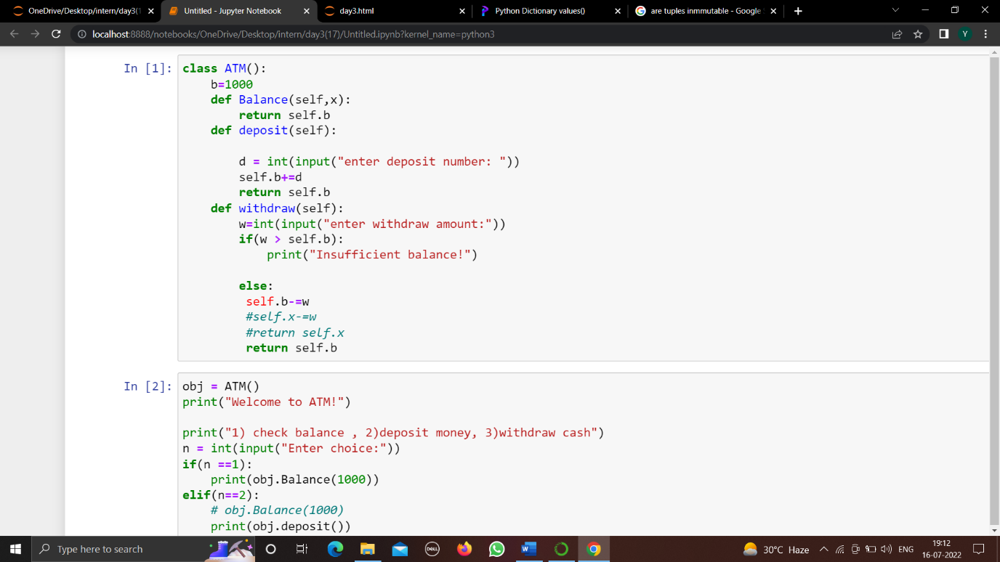 OneDrive/Desktop/intern/day3(1
Untitled - Jupyter Notebook
day3.html
Python Dictionary values()
are tuples inmmutable - Google
localhost:8888/notebooks/OneDrive/Desktop/intern/day3(17)/Untitled.ipynb?kernel_name=python3
Y
In [1]:
class ATM():
    b=1000
    def Balance(self,x):
        return self.b
    def deposit(self):

        d = int(input("enter deposit number: "))
        self.b+=d
        return self.b
    def withdraw(self):
        w=int(input("enter withdraw amount:"))
        if(w > self.b):
            print("Insufficient balance!")

        else:
         self.b-=w
         #self.x-=w
         #return self.x
         return self.b
In [2]:
obj = ATM()
print("Welcome to ATM!")

print("1) check balance , 2)deposit money, 3)withdraw cash")
n = int(input("Enter choice:"))
if(n ==1):
    print(obj.Balance(1000))
elif(n==2):
    # obj.Balance(1000)
    print(obj.deposit())
Type here to search
DELL
W
30°C Haze
ENG
19:12
16-07-2022